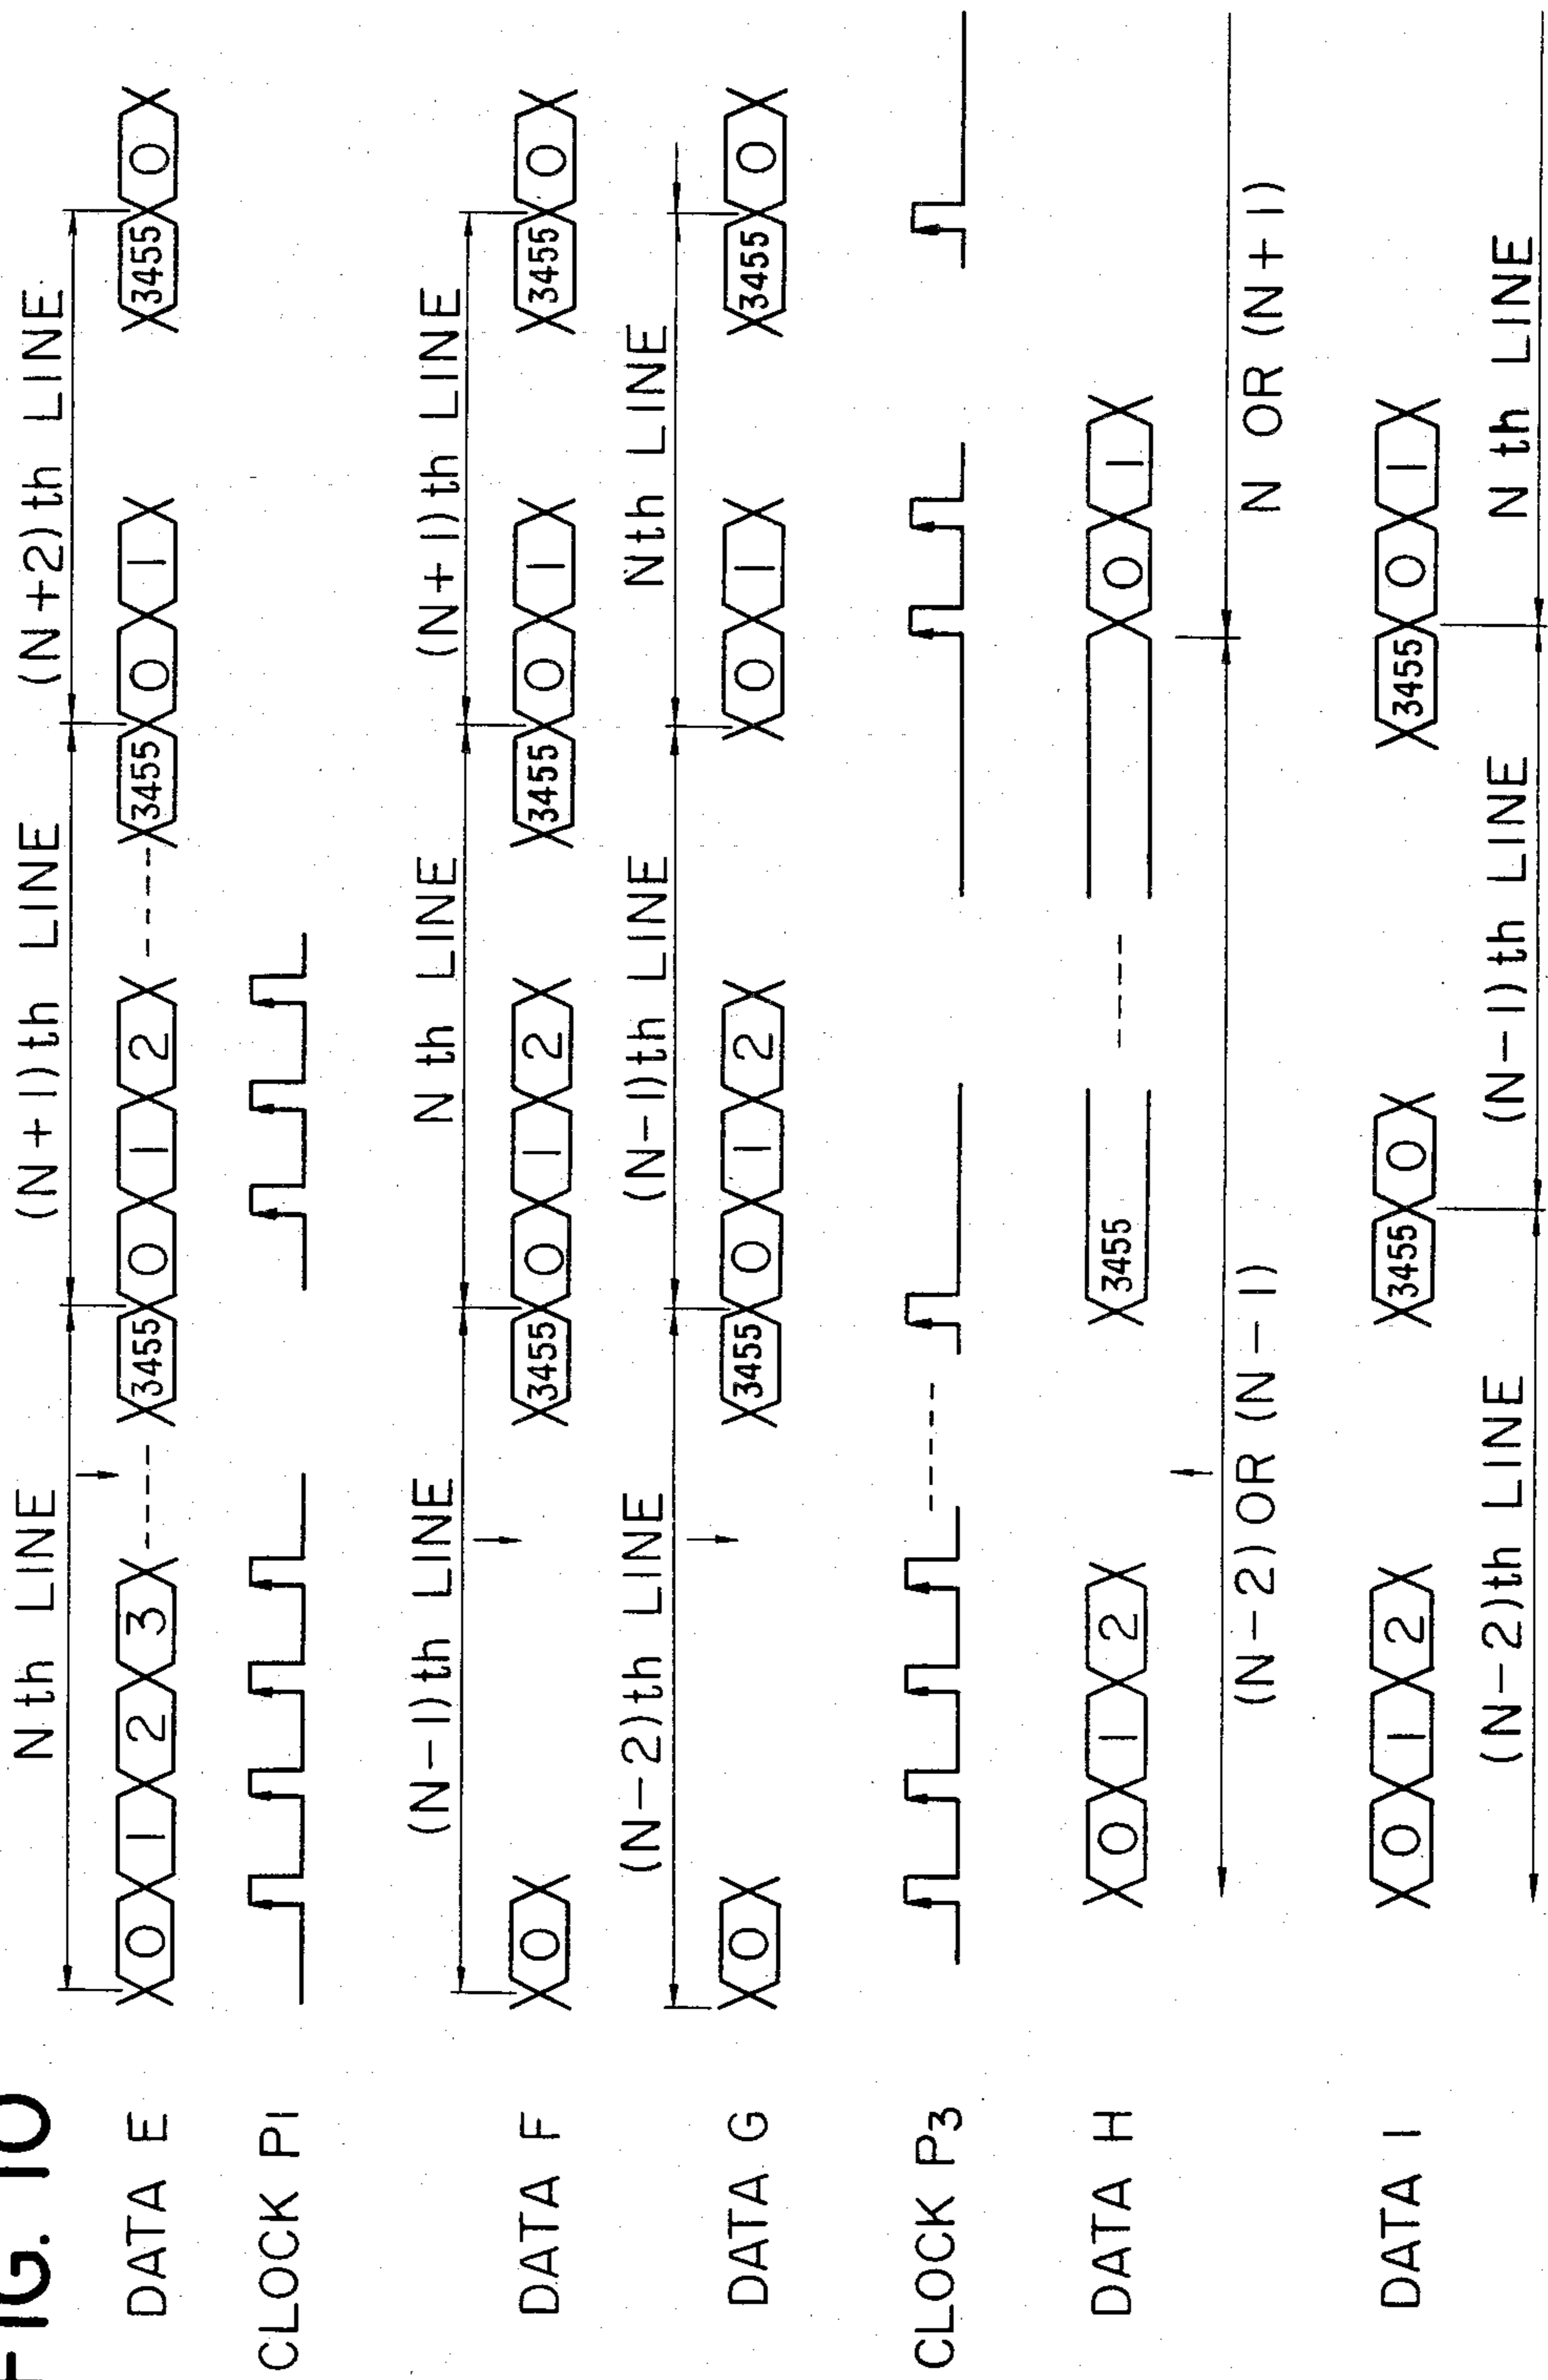 FIG. 10
Nth LINE (N+1)th LINE (N+2)th LINE
DATA E 0 1 2 3 3455 0 1 2 3455 0 1 3455 0
CLOCK P1
(N-1)th LINE N th LINE (N+1)th LINE
DATA F 0 3455 0 1 2 3455 0 1 3455 0
(N-2)th LINE (N-1)th LINE Nth LINE
DATA G 0 3455 0 1 2 0 1 3455 0
CLOCK P3
DATA H 0 1 2 3455 0 1
(N-2) OR (N-1) N OR (N+1)
DATA I 0 1 2 3455 0 3455 0 1
(N-2)th LINE (N-1)th LINE N th LINE